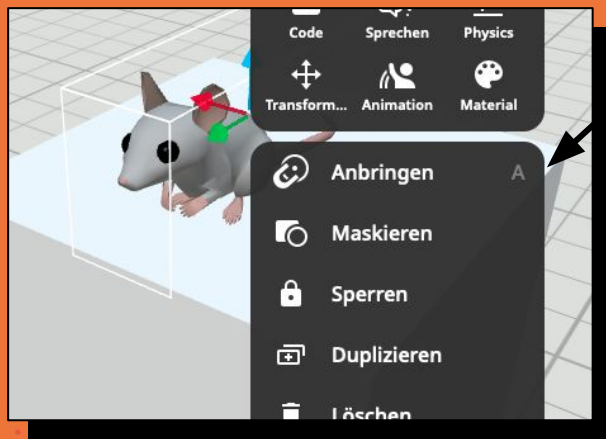 Code Sprechen Physics
Transform... Animation Material
Anbringen A
Maskieren
Sperren
Duplizieren
Löschen